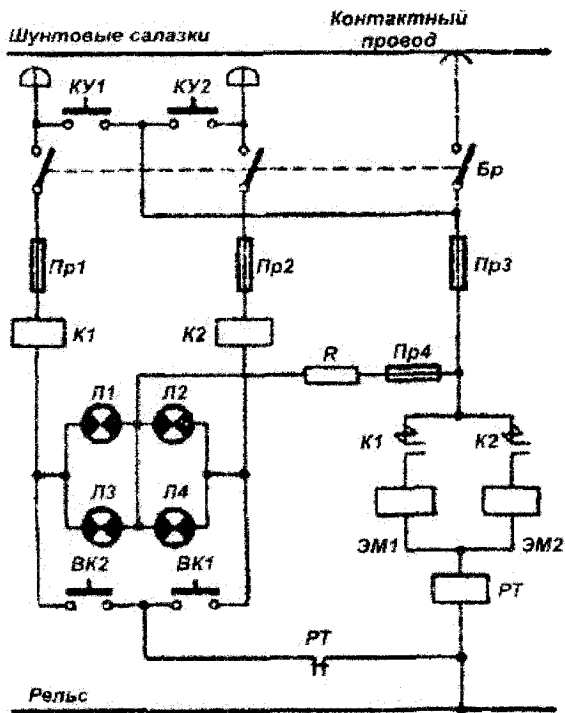 Шунтовые салазки
Контактный
провод
КУ1
КУ2
Бр
Пр1
Пр2
Пр3
К1
К2
R
Пр4
Л1
Л2
К1
К2
Л3
Л4
ЭМ1
ЭМ2
ВК2
ВК1
РТ
РТ
Рельс